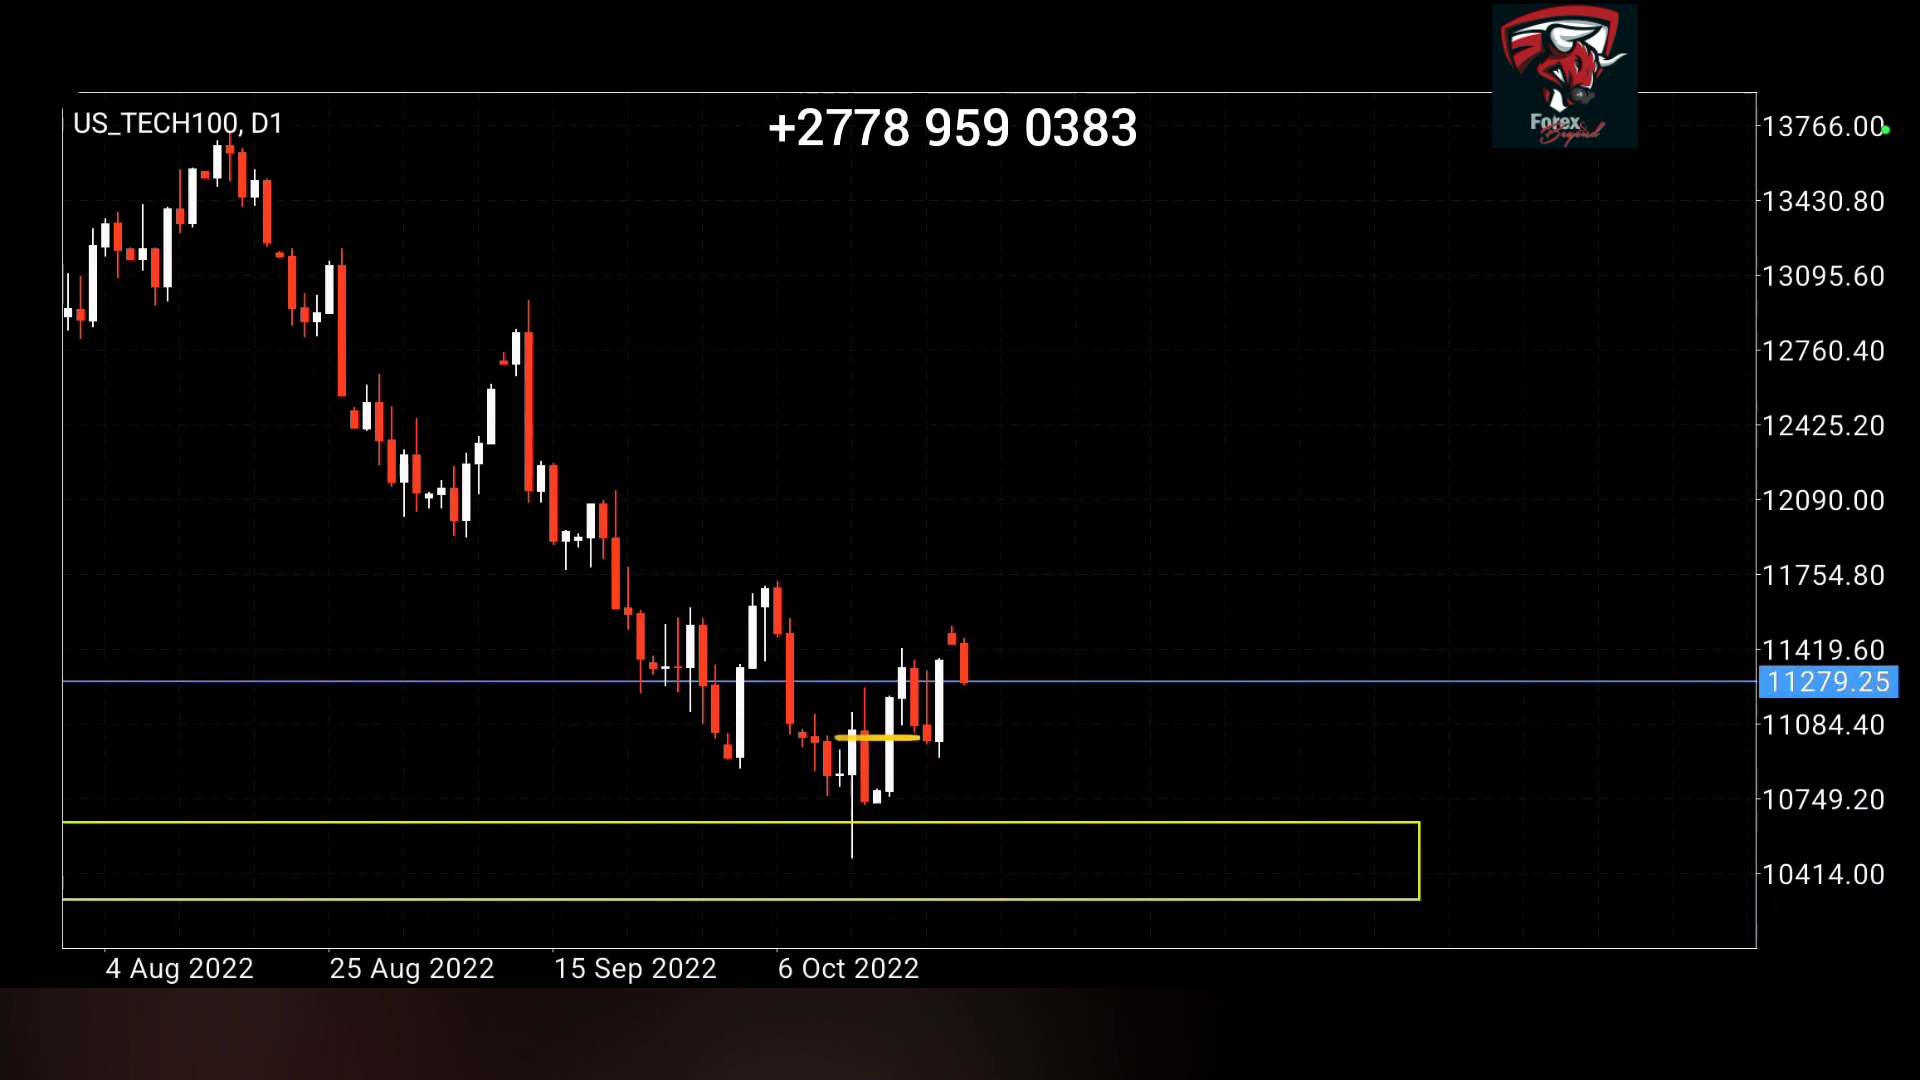 US_TECH100, D1
+2778 959 0383
Forex
Beyond
13766.00
13430.80
13095.60
12760.40
12425.20
12090.00
11754.80
11419.60
11279.25
11084.40
10749.20
10414.00
4 Aug 2022
25 Aug 2022
15 Sep 2022
6 Oct 2022